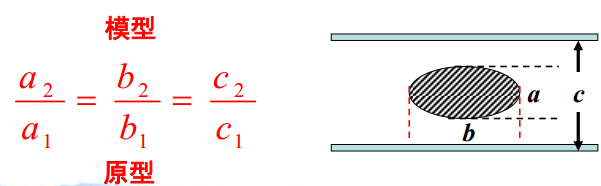 模型
a₂/a₁ = b₂/b₁ = c₂/c₁
原型
a
b
c